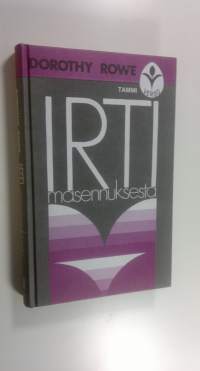 DOROTHY ROWE
TAMMI
IRTI
masennuksesta